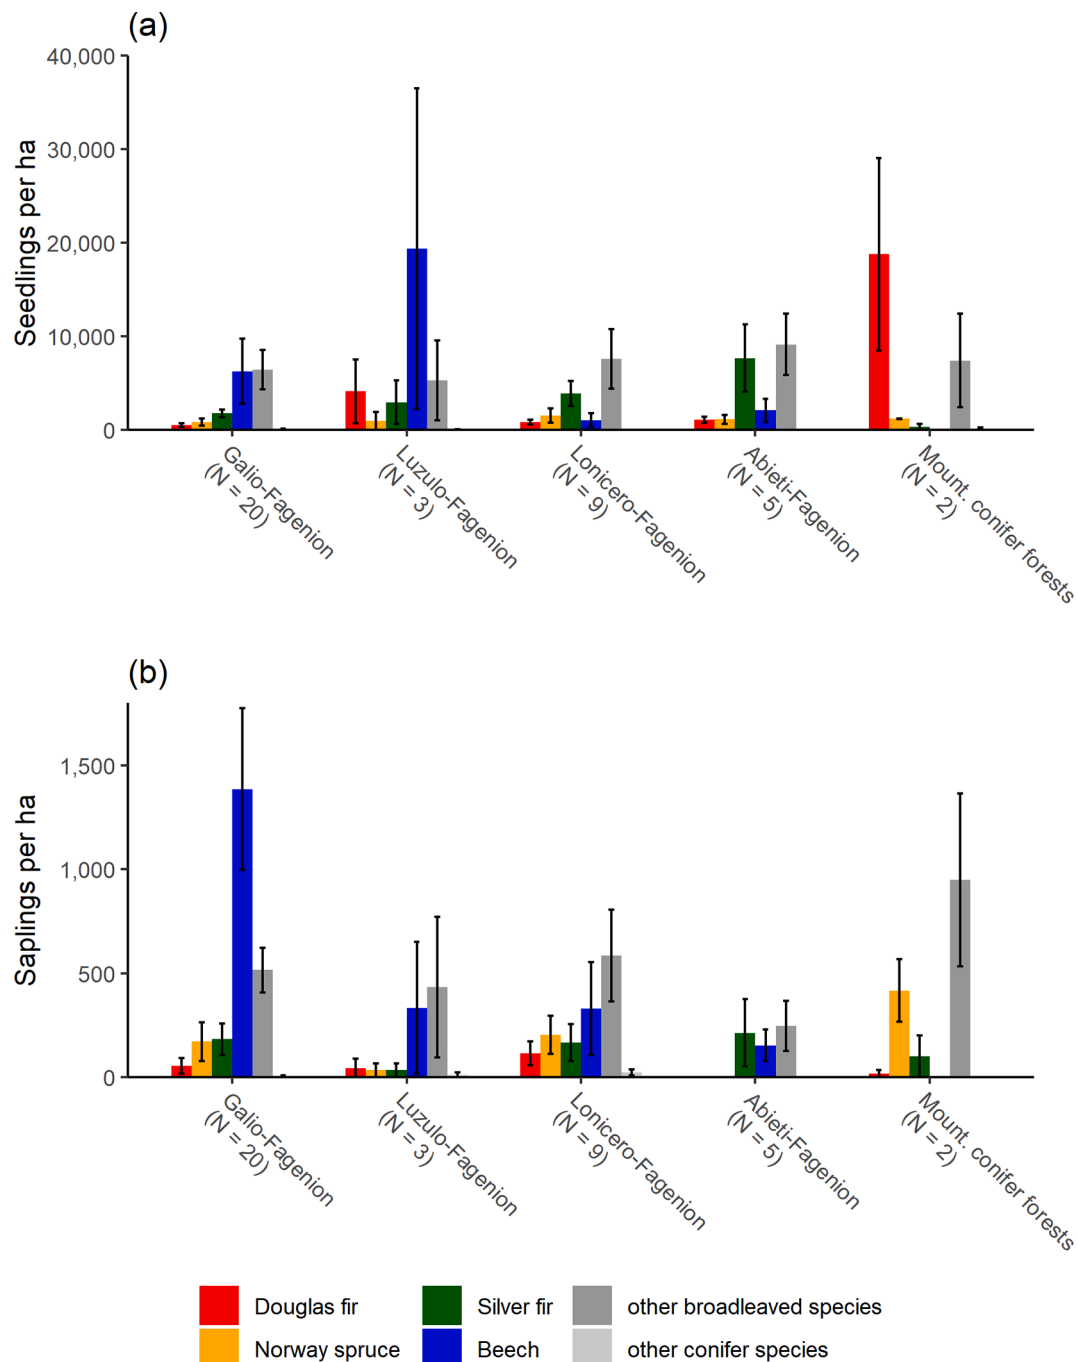 (a)
Seedlings per ha
40,000
30,000
20,000
10,000
0
Galio-Fagenion
(N = 20)
Luzulo-Fagenion
(N = 3)
Lonicero-Fagenion
(N = 9)
Abieti-Fagenion
(N = 5)
Mount. conifer forests
(N = 2)
(b)
Saplings per ha
1,500
1,000
500
0
Galio-Fagenion
(N = 20)
Luzulo-Fagenion
(N = 3)
Lonicero-Fagenion
(N = 9)
Abieti-Fagenion
(N = 5)
Mount. conifer forests
(N = 2)
Douglas fir
Silver fir
other broadleaved species
Norway spruce
Beech
other conifer species